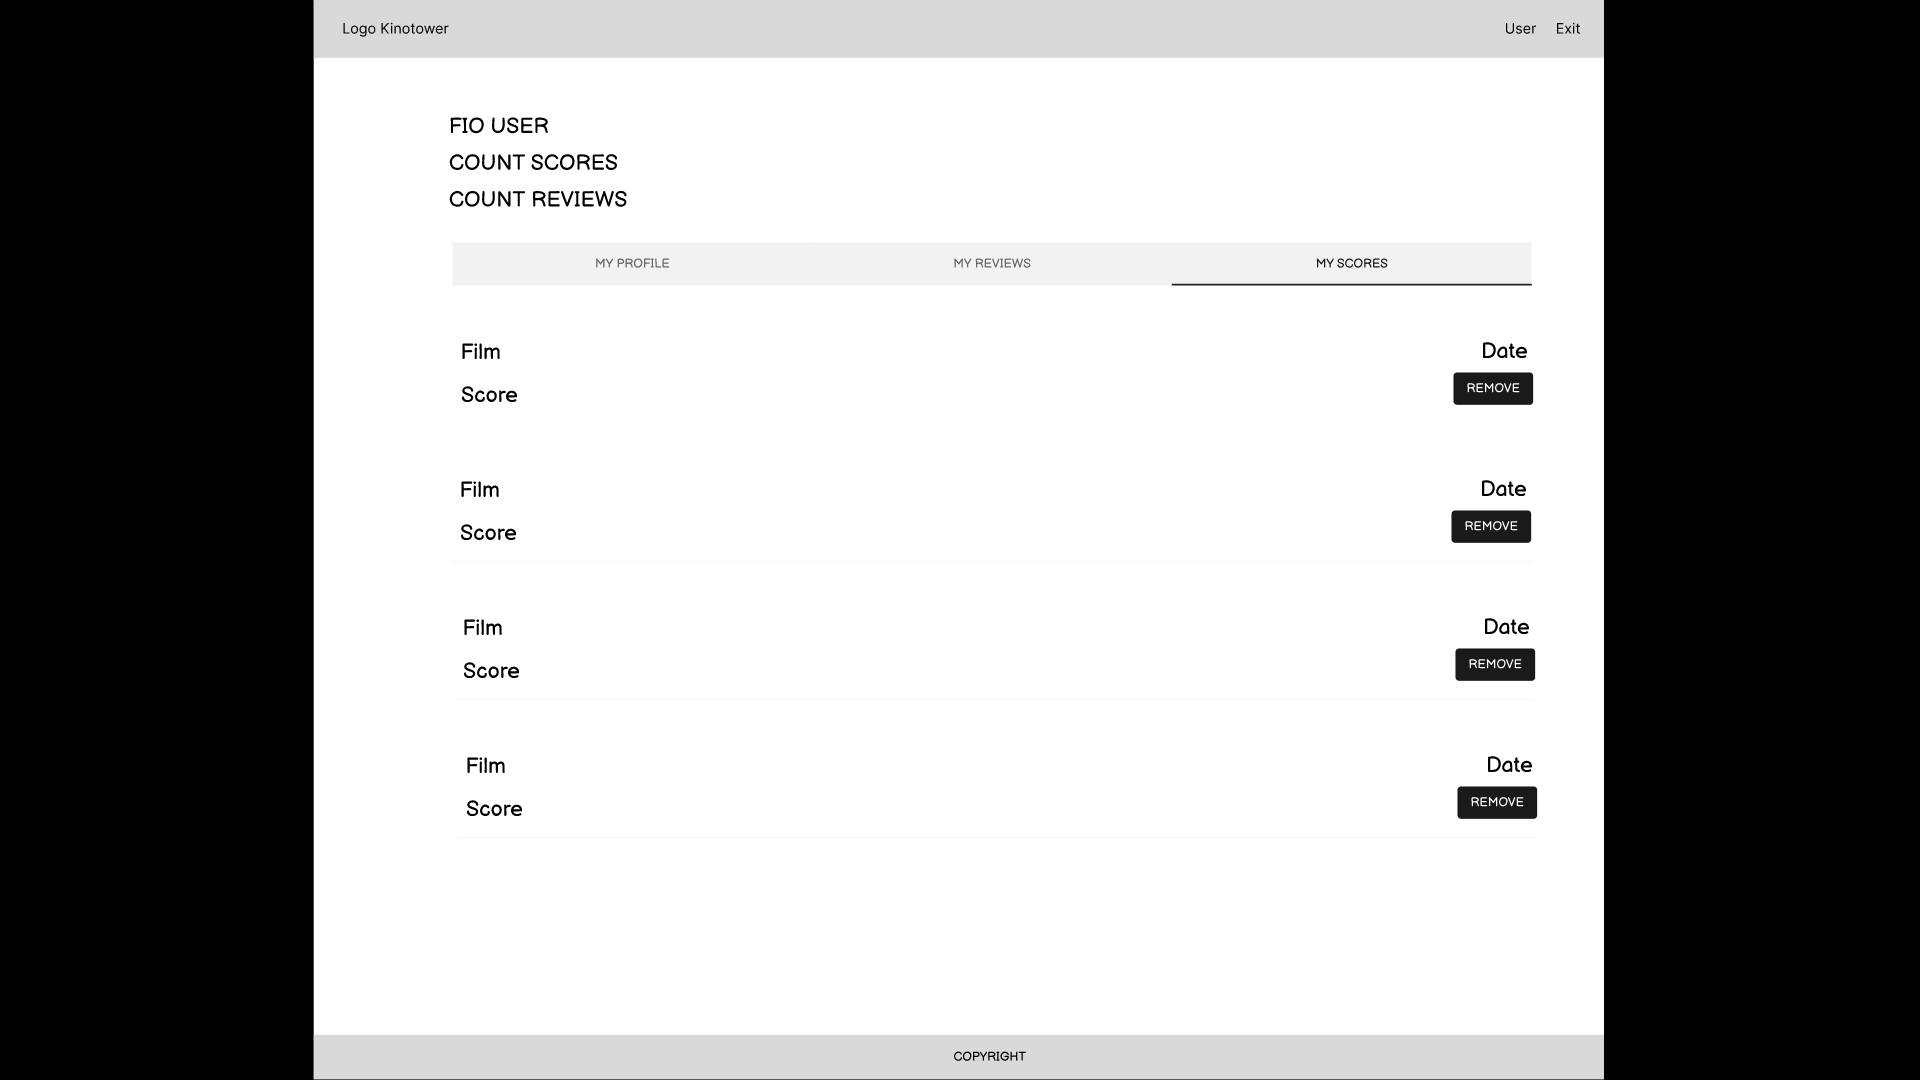 Logo Kinotower User Exit
FIO USER
COUNT SCORES
COUNT REVIEWS
MY PROFILE MY REVIEWS MY SCORES
Film Date
Score REMOVE
Film Date
Score REMOVE
Film Date
Score REMOVE
Film Date
Score REMOVE
COPYRIGHT